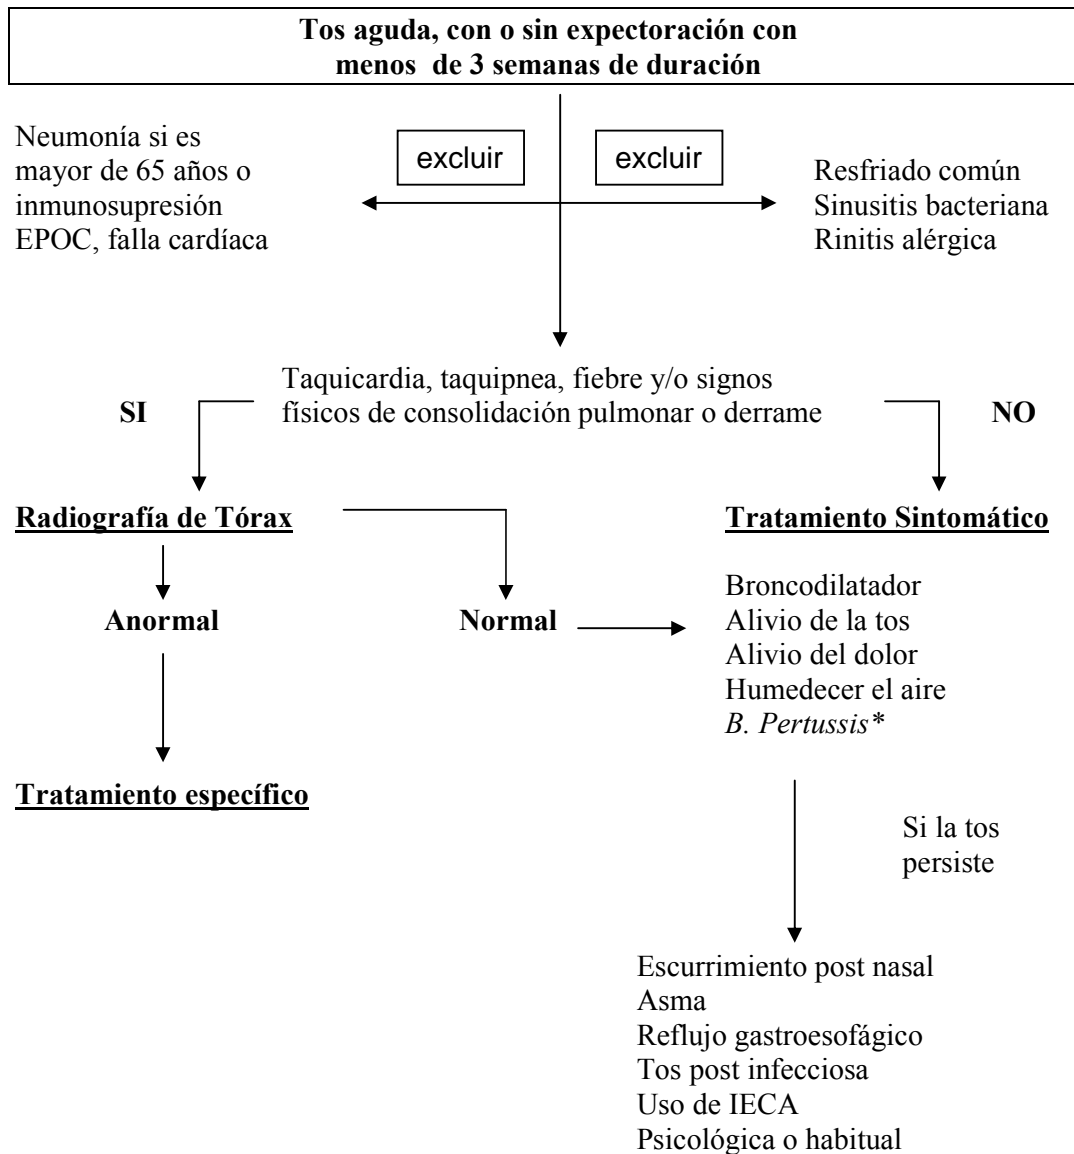 Tos aguda, con o sin expectoración con
menos de 3 semanas de duración
Neumonía si es
mayor de 65 años o
inmunosupresión
EPOC, falla cardíaca
excluir
excluir
Resfriado común
Sinusitis bacteriana
Rinitis alérgica
Taquicardia, taquipnea, fiebre y/o signos
físicos de consolidación pulmonar o derrame
SI
NO
Radiografía de Tórax
Tratamiento Sintomático
Anormal
Normal
Broncodilatador
Alivio de la tos
Alivio del dolor
Humedecer el aire
B. Pertussis*
Tratamiento específico
Si la tos
persiste
Escurrimiento post nasal
Asma
Reflujo gastroesofágico
Tos post infecciosa
Uso de IECA
Psicológica o habitual